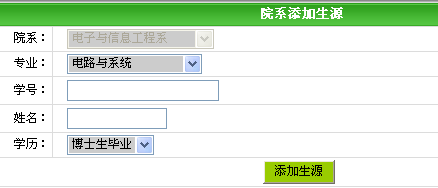 院系添加生源
院系： 电子与信息工程系
专业： 电路与系统
学号：
姓名：
学历： 博士生毕业
添加生源